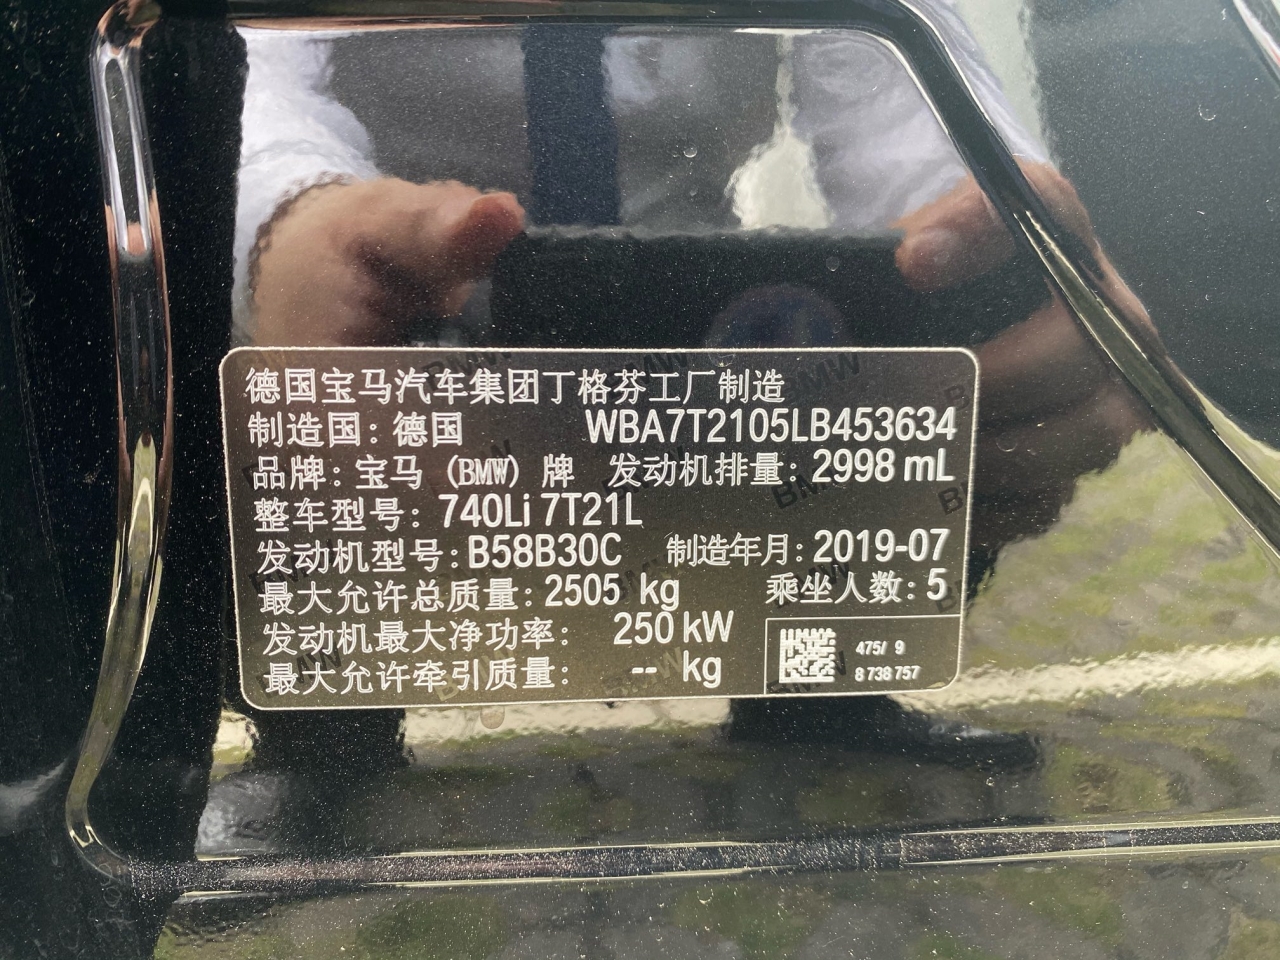 德国宝马汽车集团丁格芬工厂制造
制造国：德国 WBA7T2105LB453634
品牌：宝马（BMW）牌 发动机排量：2998 mL
整车型号：740Li 7T21L
发动机型号：B58B30C 制造年月：2019-07
最大允许总质量：2505 kg 乘坐人数：5
发动机最大净功率： 250 kW
最大允许牵引质量： -- kg
475/ 9
8 738 757